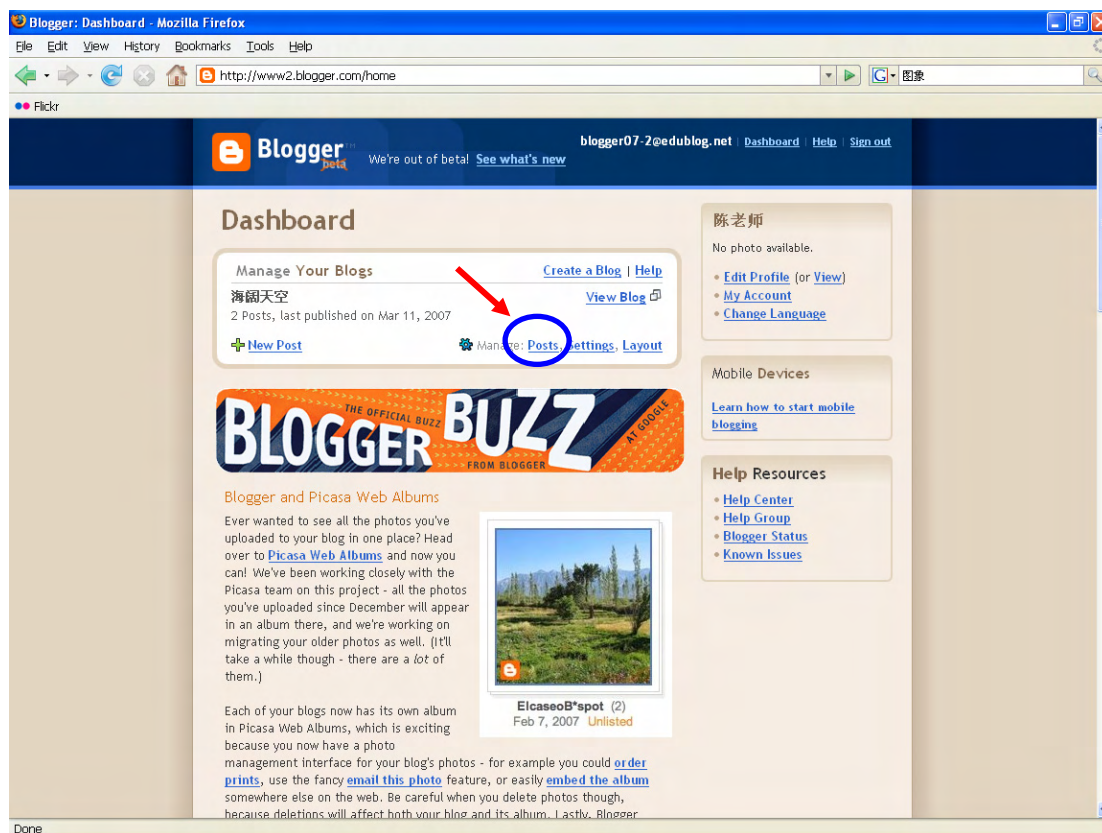 Blogger: Dashboard - Mozilla Firefox
File Edit View History Bookmarks Tools Help
http://www2.blogger.com/home
G 图象
Flickr
Blogger™ beta
We're out of beta! See what's new
blogger07-2@edublog.net | Dashboard | Help | Sign out
Dashboard
Manage Your Blogs
Create a Blog | Help
海阔天空
View Blog
2 Posts, last published on Mar 11, 2007
New Post
Manage: Posts, Settings, Layout
陈老师
No photo available.
Edit Profile (or View)
My Account
Change Language
Mobile Devices
Learn how to start mobile
blogging
Help Resources
Help Center
Help Group
Blogger Status
Known Issues
THE OFFICIAL BUZZ
BLOGGER BUZZ
FROM BLOGGER
AT GOOGLE
Blogger and Picasa Web Albums
Ever wanted to see all the photos you've
uploaded to your blog in one place? Head
over to Picasa Web Albums and now you
can! We've been working closely with the
Picasa team on this project - all the photos
you've uploaded since December will appear
in an album there, and we're working on
migrating your older photos as well. (It'll
take a while though - there are a lot of
them.)
ElcaseoB*spot (2)
Feb 7, 2007 Unlisted
Each of your blogs now has its own album
in Picasa Web Albums, which is exciting
because you now have a photo
management interface for your blog's photos - for example you could order
prints, use the fancy email this photo feature, or easily embed the album
somewhere else on the web. Be careful when you delete photos though,
because deletions will affect both your blog and its album. Lastly, Blogger
Done